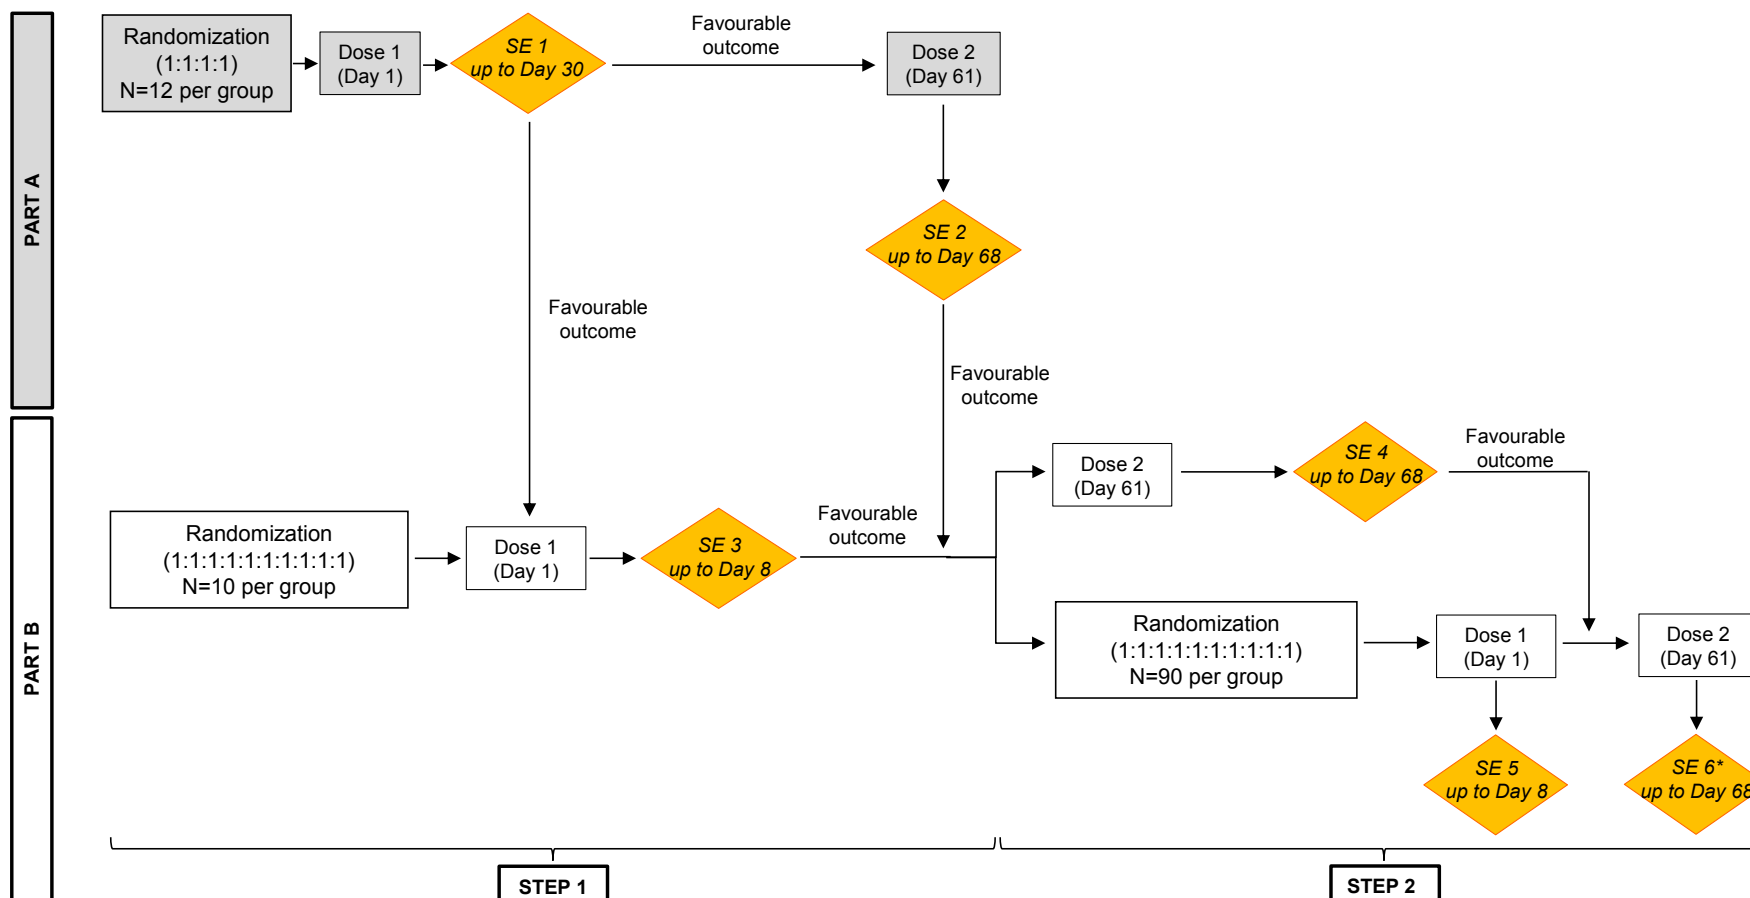 PART A
Randomization
(1:1:1:1)
N=12 per group
Dose 1
(Day 1)
SE 1
up to Day 30
Favourable
outcome
Dose 2
(Day 61)
SE 2
up to Day 68
Favourable
outcome
Favourable
outcome
PART B
Randomization
(1:1:1:1:1:1:1:1:1:1)
N=10 per group
Dose 1
(Day 1)
SE 3
up to Day 8
Favourable
outcome
Dose 2
(Day 61)
SE 4
up to Day 68
Favourable
outcome
Randomization
(1:1:1:1:1:1:1:1:1:1)
N=90 per group
Dose 1
(Day 1)
Dose 2
(Day 61)
SE 5
up to Day 8
SE 6*
up to Day 68
STEP 1
STEP 2